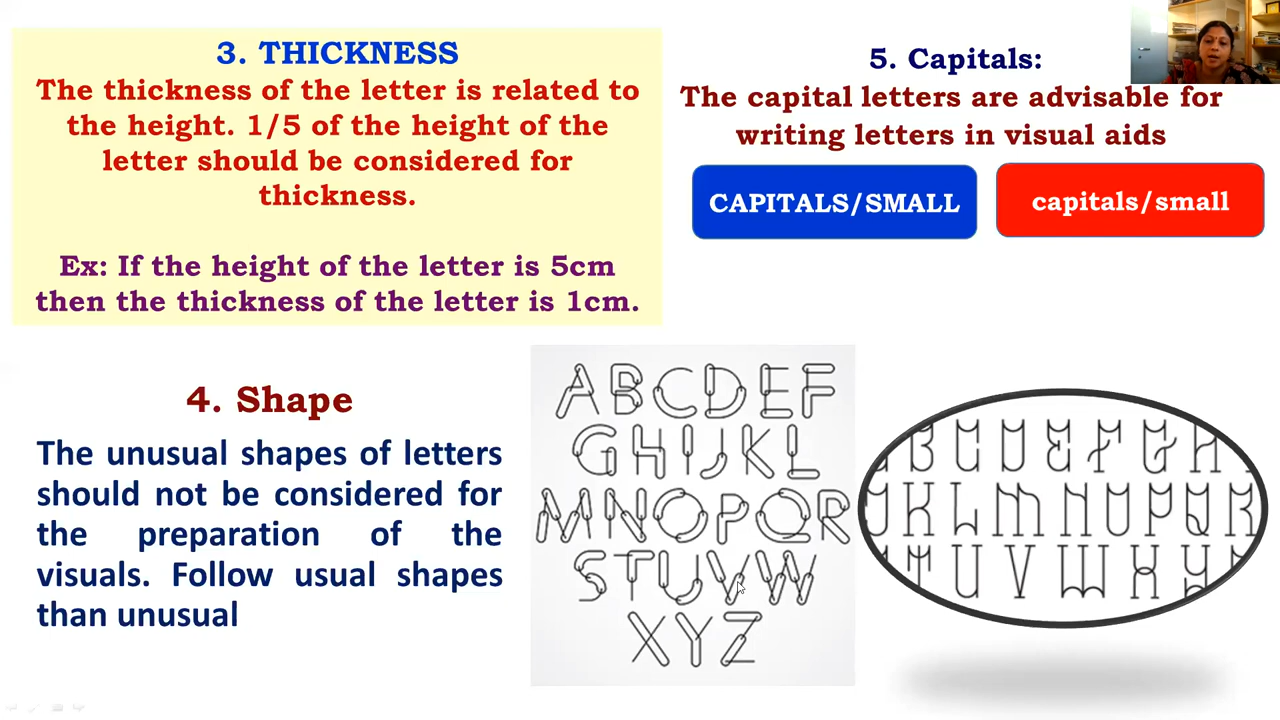 3. THICKNESS
The thickness of the letter is related to
the height. 1/5 of the height of the
letter should be considered for
thickness.
Ex: If the height of the letter is 5cm
then the thickness of the letter is 1cm.
5. Capitals:
The capital letters are advisable for
writing letters in visual aids
CAPITALS/SMALL
capitals/small
4. Shape
The unusual shapes of letters
should not be considered for
the preparation of the
visuals. Follow usual shapes
than unusual
ABCDEF
GHIJKL
MNOPQR
STUVW
XYZ
BCDEFGH
JKLMNOPQR
TUVWXY